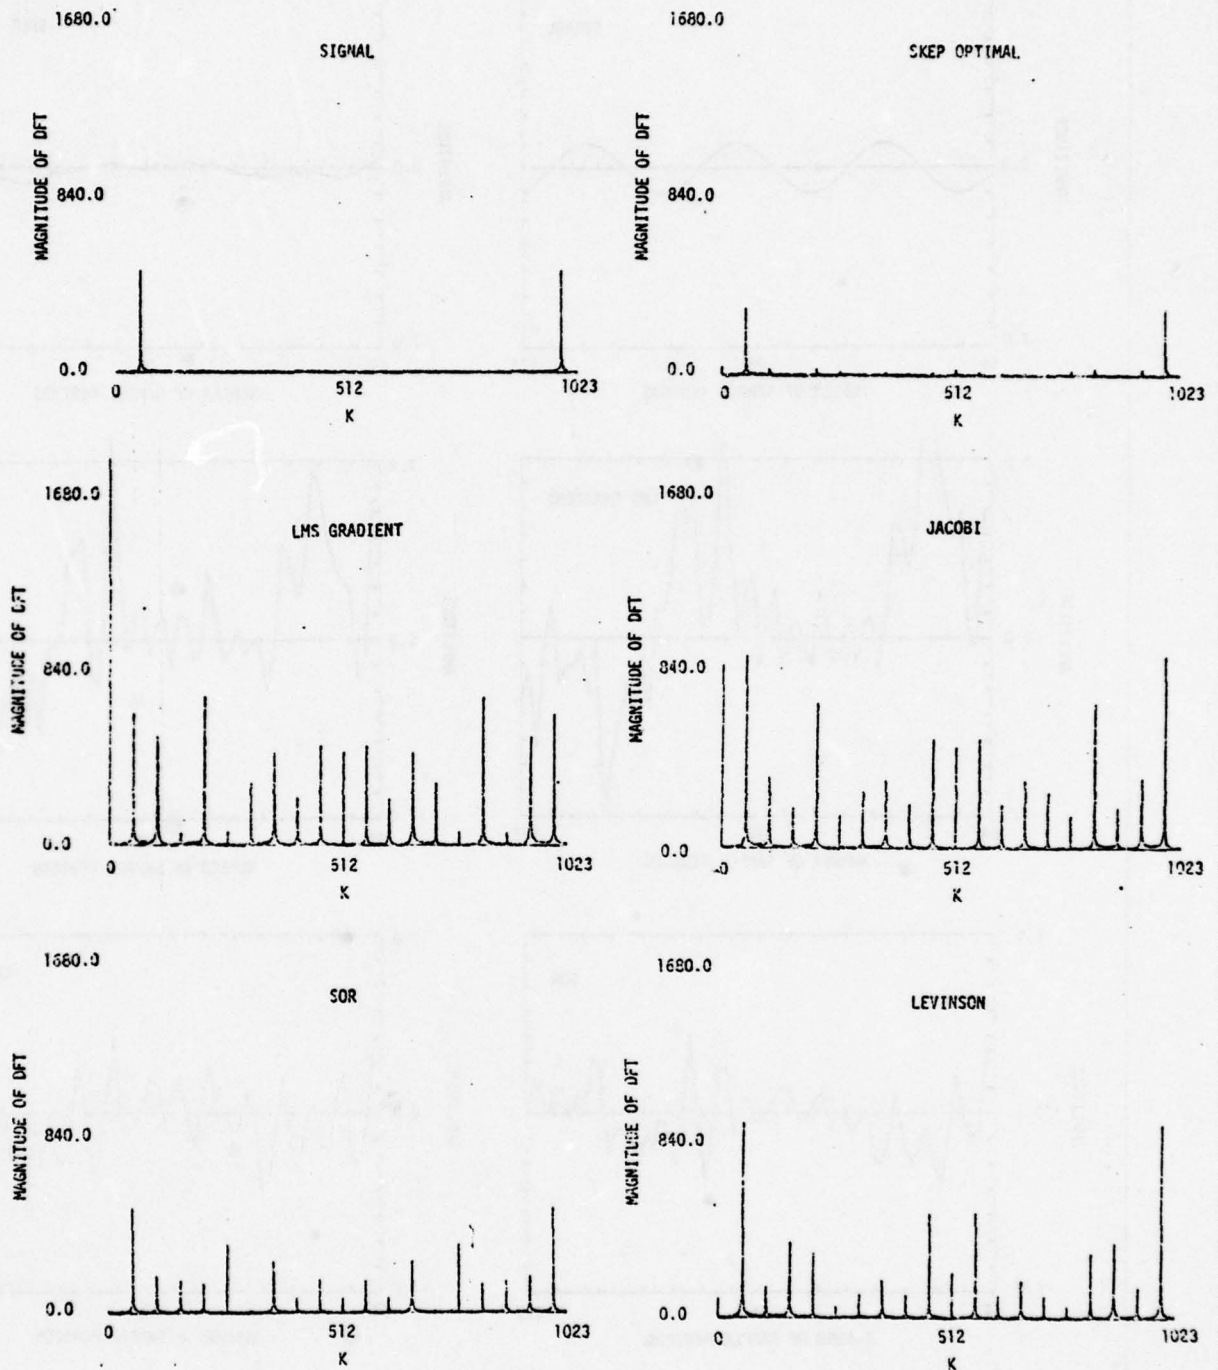 1680.0
SIGNAL
MAGNITUDE OF DFT
840.0
0.0
0
512
1023
K
1680.0
SKEP OPTIMAL
MAGNITUDE OF DFT
840.0
0.0
0
512
1023
K
1680.0
LMS GRADIENT
MAGNITUDE OF DFT
840.0
0.0
0
512
1023
K
1680.0
JACOBI
MAGNITUDE OF DFT
840.0
0.0
0
512
1023
K
1680.0
SOR
MAGNITUDE OF DFT
840.0
0.0
0
512
1023
K
1680.0
LEVINSON
MAGNITUDE OF DFT
840.0
0.0
0
512
1023
K